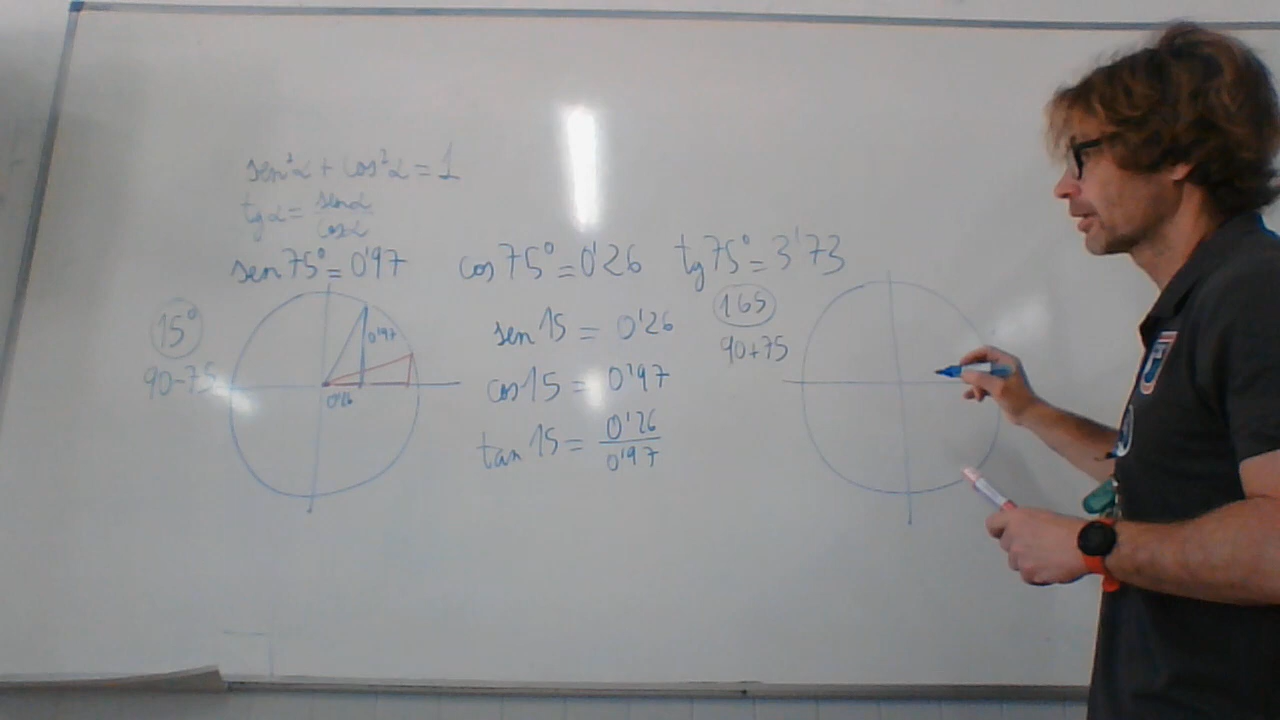 sen²α + cos²α = 1
tg α = senα/cosα
sen 75° = 0'97 cos 75° = 0'26 tg 75° = 3'73
15°
90-75
0'97
0'26
sen 15 = 0'26
cos 15 = 0'97
tan 15 = 0'26/0'97
165
90+75